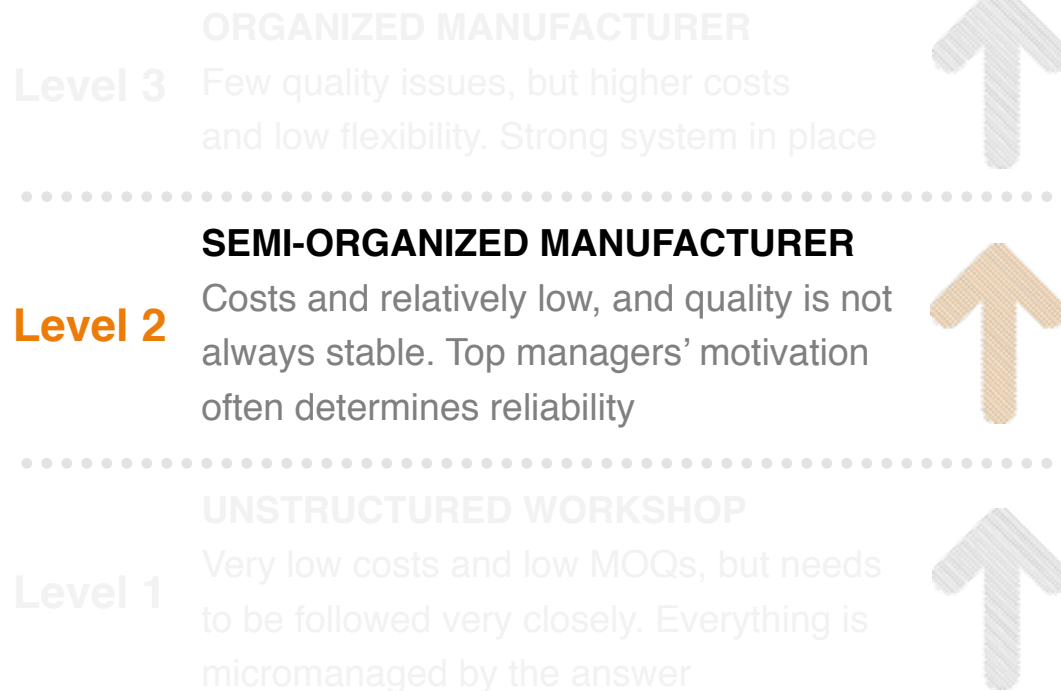 ORGANIZED MANUFACTURER
Level 3
Few quality issues, but higher costs
and low flexibility. Strong system in place
SEMI-ORGANIZED MANUFACTURER
Costs and relatively low, and quality is not
Level 2
always stable. Top managers’ motivation
often determines reliability
UNSTRUCTURED WORKSHOP
Very low costs and low MOQs, but needs
Level 1
to be followed very closely. Everything is
micromanaged by the answer